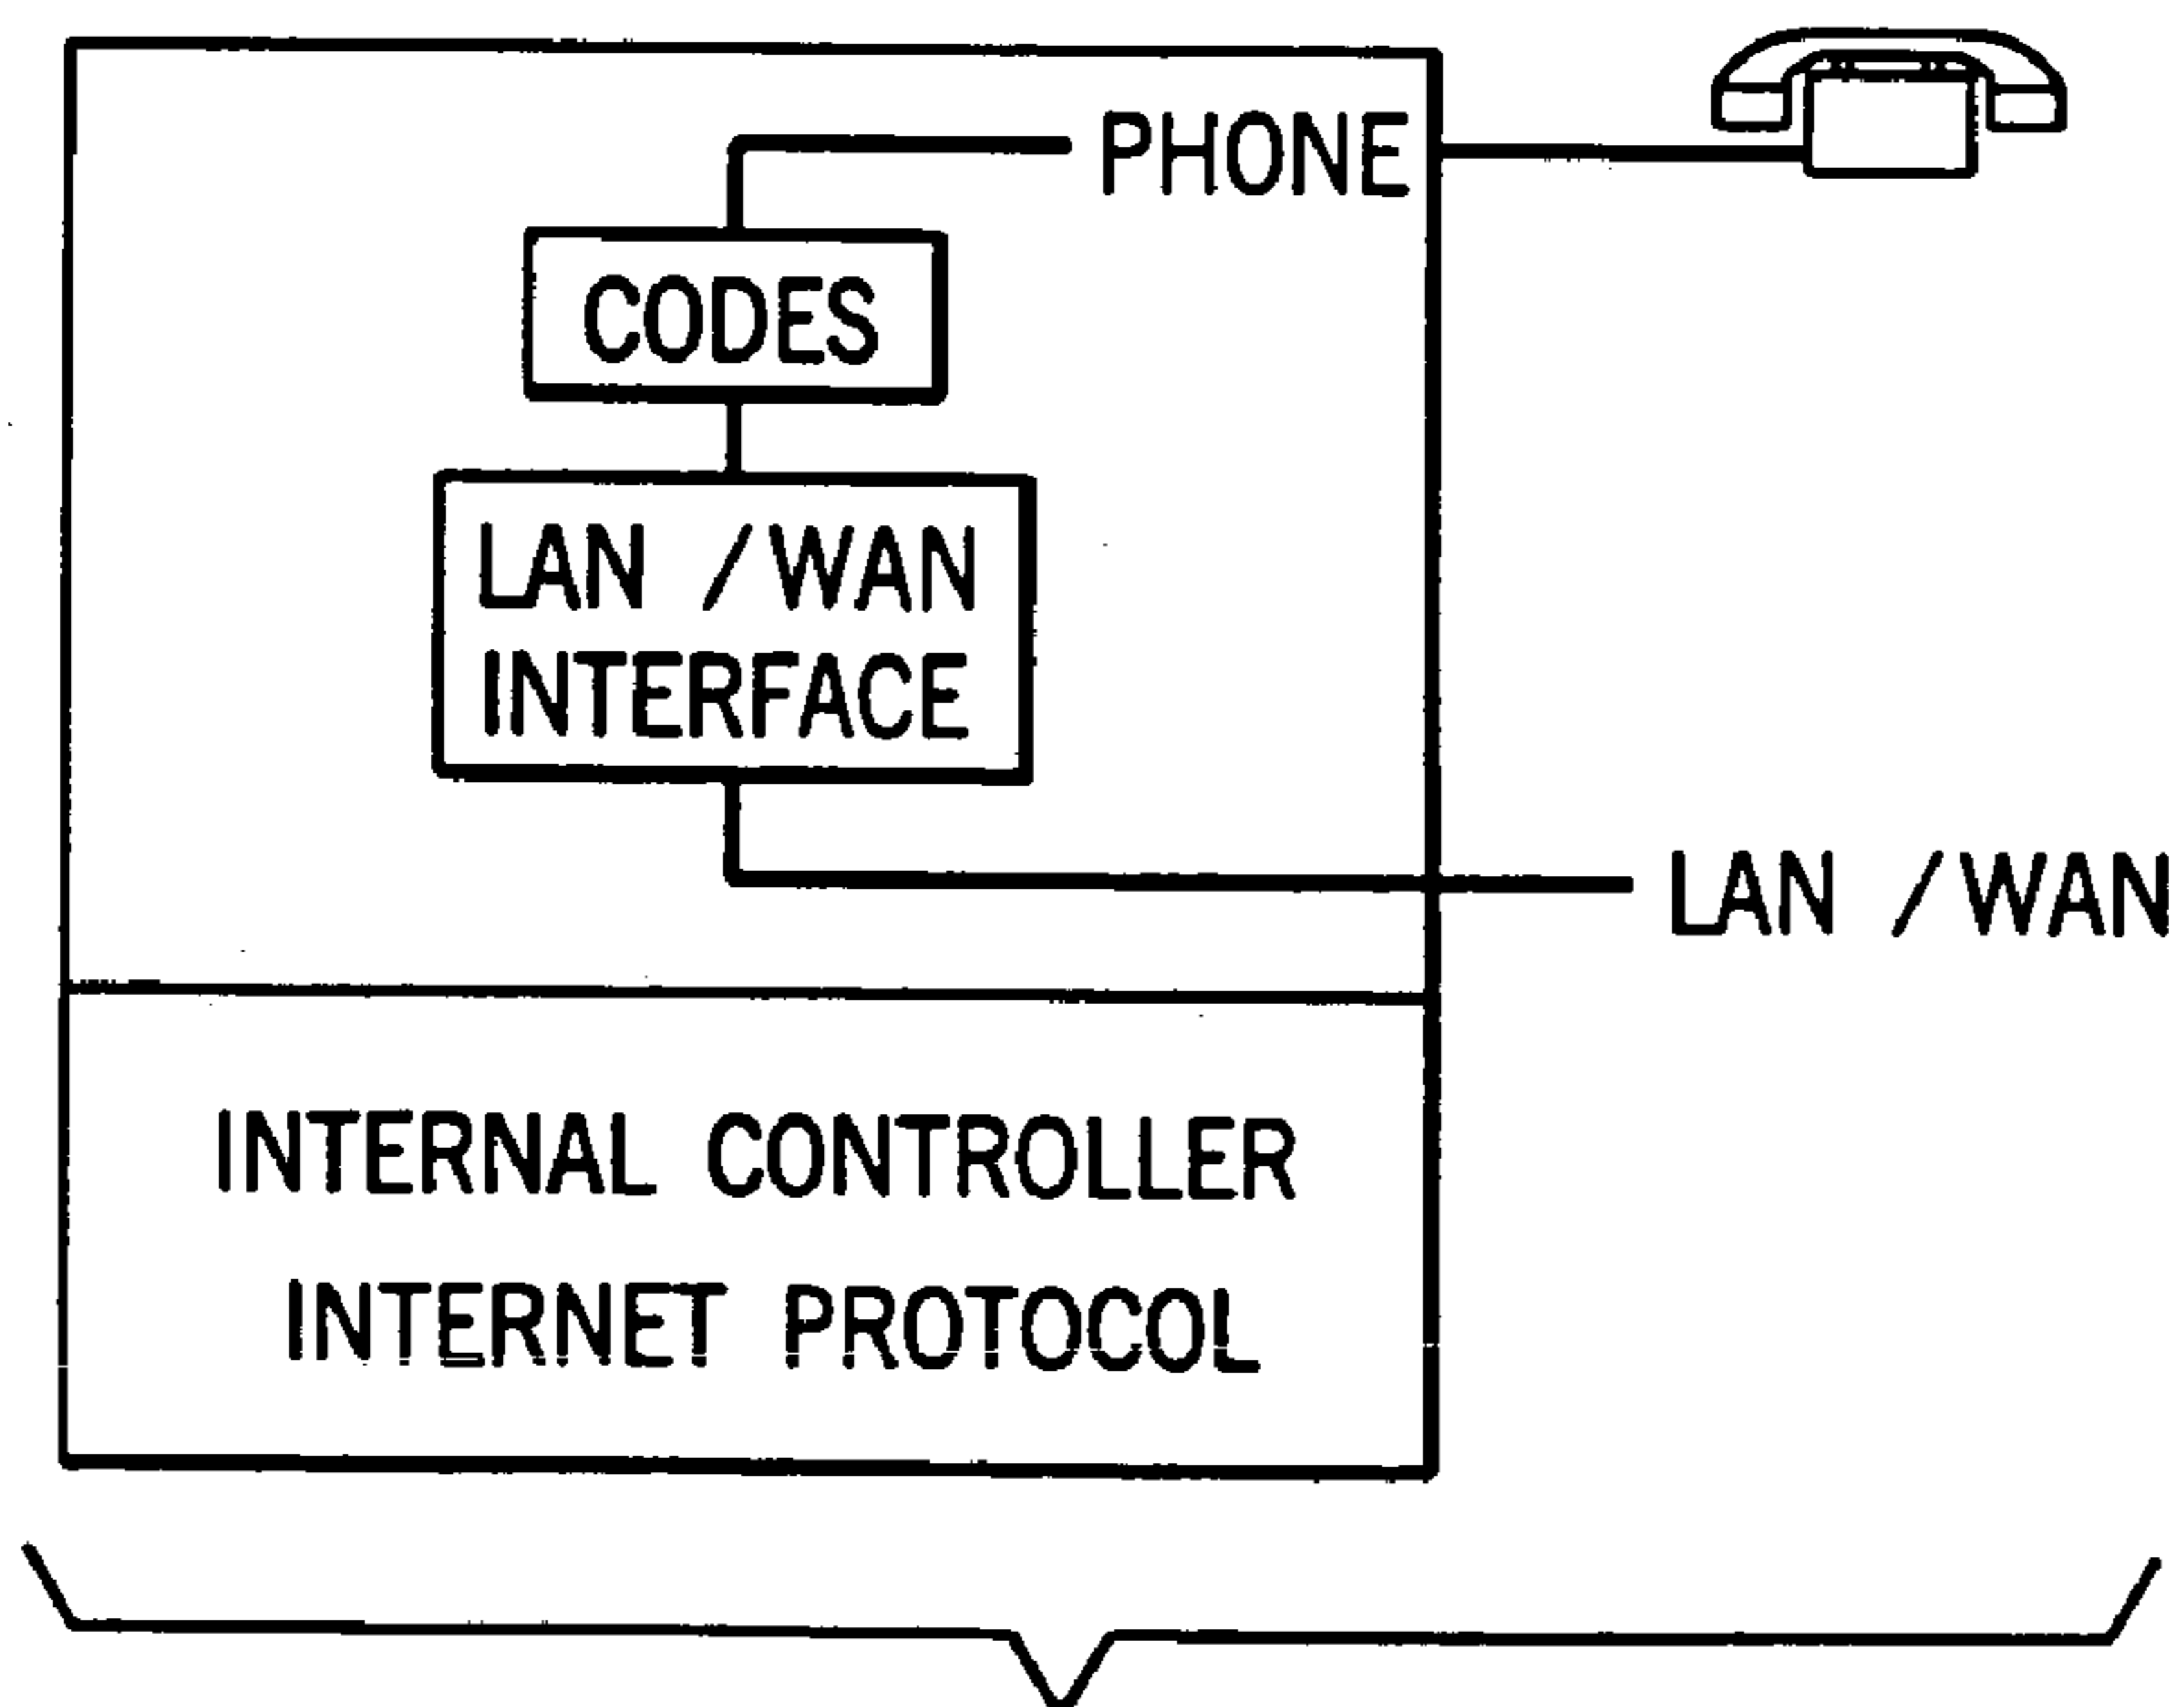 PHONE
CODES
LAN /WAN
INTERFACE
LAN /WAN
INTERNAL CONTROLLER
INTERNET PROTOCOL